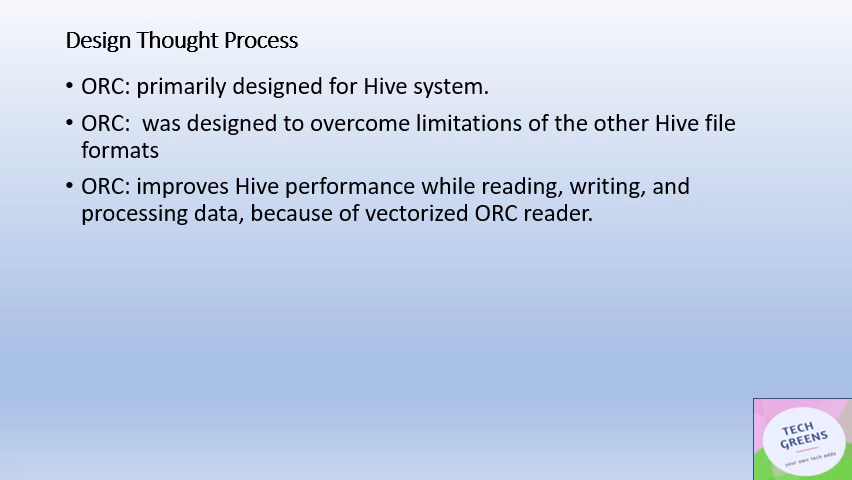 Design Thought Process
• ORC: primarily designed for Hive system.
• ORC:  was designed to overcome limitations of the other Hive file
formats
• ORC: improves Hive performance while reading, writing, and
processing data, because of vectorized ORC reader.
TECH
GREENS
your own tech adda